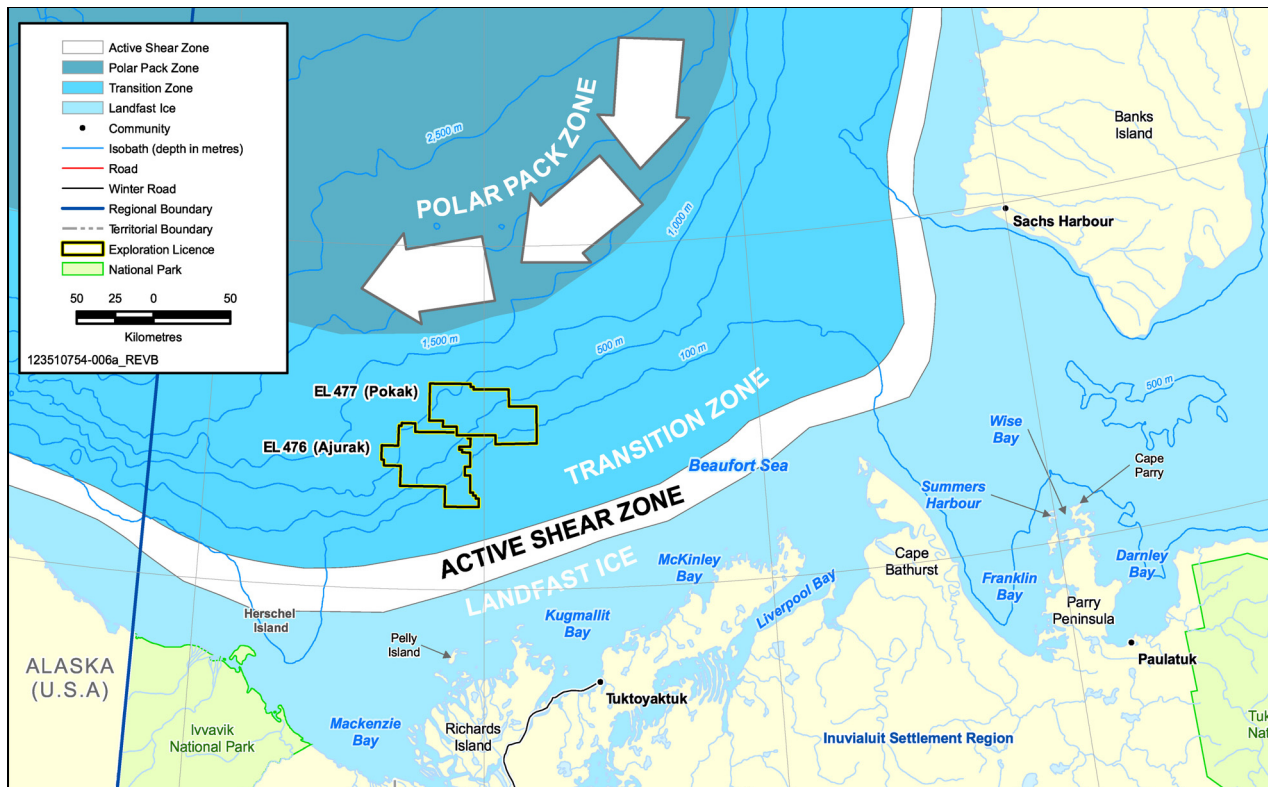 Active Shear Zone
Polar Pack Zone
Transition Zone
Landfast Ice
Community
Isobath (depth in metres)
Road
Winter Road
Regional Boundary
Territorial Boundary
Exploration Licence
National Park
50 25 0 50
Kilometres
123510754-006a_REVB
2,500 m
POLAR PACK ZONE
1,000 m
Banks
Island
Sachs Harbour
1,500 m
500 m
100 m
500 m
EL 477 (Pokak)
EL 476 (Ajurak)
TRANSITION ZONE
Beaufort Sea
Wise
Bay
Cape
Parry
Summers
Harbour
ACTIVE SHEAR ZONE
LANDFAST ICE
McKinley
Bay
Cape
Bathurst
Liverpool Bay
Franklin
Bay
Darnley
Bay
Parry
Peninsula
Paulatuk
Herschel
Island
Kugmallit
Bay
Pelly
Island
ALASKA
(U.S.A)
Tuktoyaktuk
Richards
Island
Mackenzie
Bay
Ivvavik
National Park
Inuvialuit Settlement Region
Tuk
Na